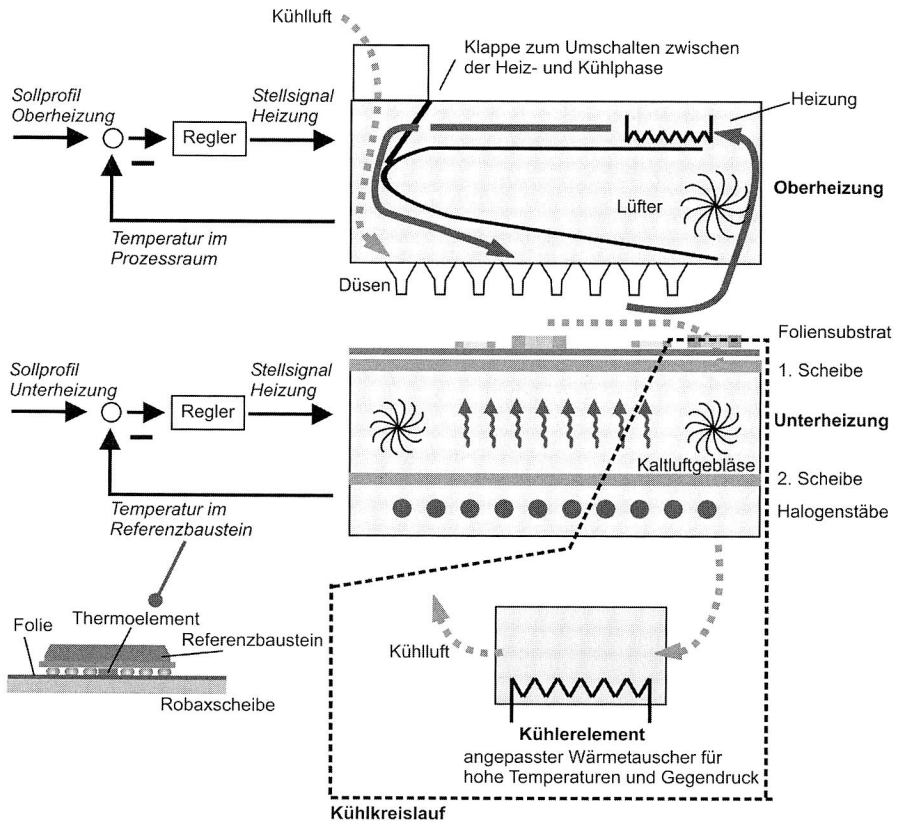 Kühlluft
Klappe zum Umschalten zwischen
der Heiz- und Kühlphase
Sollprofil
Oberheizung
Stellsignal
Heizung
Regler
Heizung
Oberheizung
Lüfter
Temperatur im
Prozessraum
Düsen
Foliensubstrat
1. Scheibe
Sollprofil
Unterheizung
Stellsignal
Heizung
Regler
Unterheizung
Kaltluftgebläse
2. Scheibe
Temperatur im
Referenzbaustein
Halogenstäbe
Thermoelement
Folie
Referenzbaustein
Robaxscheibe
Kühlluft
Kühlerelement
angepasster Wärmetauscher für
hohe Temperaturen und Gegendruck
Kühlkreislauf